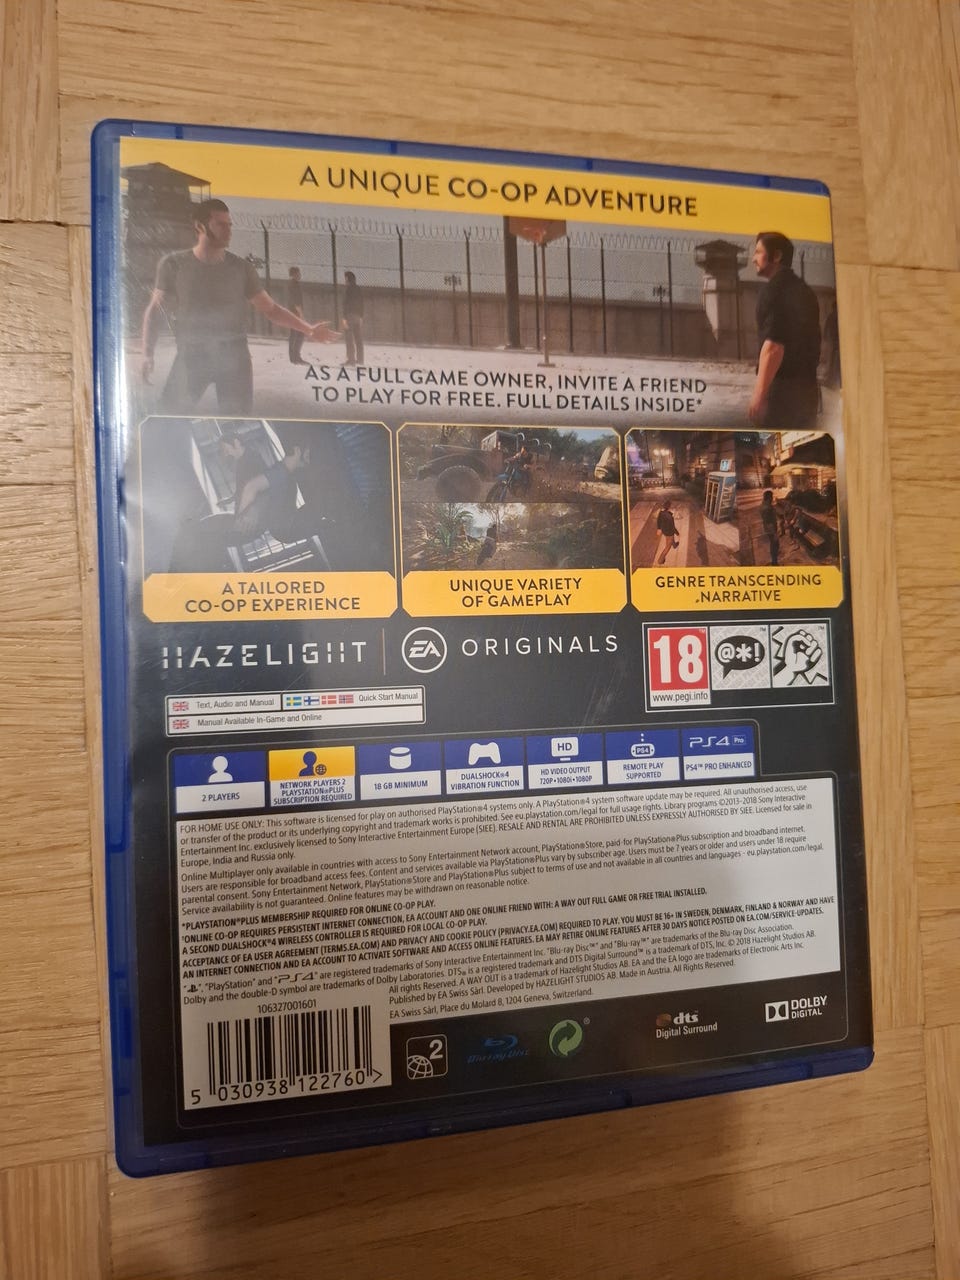 A UNIQUE CO-OP ADVENTURE
AS A FULL GAME OWNER, INVITE A FRIEND
TO PLAY FOR FREE. FULL DETAILS INSIDE*
A TAILORED
CO-OP EXPERIENCE
UNIQUE VARIETY
OF GAMEPLAY
GENRE TRANSCENDING
NARRATIVE
HAZELIGHT
EA ORIGINALS
18
www.pegi.info
@*!
Text, Audio and Manual
Quick Start Manual
Manual Available In-Game and Online
2 PLAYERS
NETWORK PLAYERS 2
PLAYSTATION®PLUS
SUBSCRIPTION REQUIRED
18 GB MINIMUM
DUALSHOCK®4
VIBRATION FUNCTION
HD
HD VIDEO OUTPUT
720P•1080i•1080P
PS4
REMOTE PLAY
SUPPORTED
PS4 Pro
PS4™ PRO ENHANCED
FOR HOME USE ONLY: This software is licensed for play on authorised PlayStation®4 systems only. A PlayStation®4 system software update may be required. All unauthorised access, use
or transfer of the product or its underlying copyright and trademark works is prohibited. See eu.playstation.com/legal for full usage rights. Library programs ©2013-2018 Sony Interactive
Entertainment Inc. exclusively licensed to Sony Interactive Entertainment Europe (SIEE). RESALE AND RENTAL ARE PROHIBITED UNLESS EXPRESSLY AUTHORISED BY SIEE. Licensed for sale in
Europe, India and Russia only.
Online Multiplayer only available in countries with access to Sony Entertainment Network account, PlayStation®Store, paid-for PlayStation®Plus subscription and broadband internet.
Users are responsible for broadband access fees. Content and services available via PlayStation®Plus vary by subscriber age. Users must be 7 years or older and users under 18 require
parental consent. Sony Entertainment Network, PlayStation®Store and PlayStation®Plus subject to terms of use and not available in all countries and languages - eu.playstation.com/legal.
Service availability is not guaranteed. Online features may be withdrawn on reasonable notice.
*PLAYSTATION®PLUS MEMBERSHIP REQUIRED FOR ONLINE CO-OP PLAY.
*ONLINE CO-OP REQUIRES PERSISTENT INTERNET CONNECTION, EA ACCOUNT AND ONE ONLINE FRIEND WITH: A WAY OUT FULL GAME OR FREE TRIAL INSTALLED.
A SECOND DUALSHOCK®4 WIRELESS CONTROLLER IS REQUIRED FOR LOCAL CO-OP PLAY.
ACCEPTANCE OF EA USER AGREEMENT (TERMS.EA.COM) AND PRIVACY AND COOKIE POLICY (PRIVACY.EA.COM) REQUIRED TO PLAY. YOU MUST BE 16+ IN SWEDEN, DENMARK, FINLAND & NORWAY AND HAVE
AN INTERNET CONNECTION AND EA ACCOUNT TO ACTIVATE SOFTWARE AND ACCESS ONLINE FEATURES. EA MAY RETIRE ONLINE FEATURES AFTER 30 DAYS NOTICE POSTED ON EA.COM/SERVICE-UPDATES.
", "PlayStation" and "PS4" are registered trademarks of Sony Interactive Entertainment Inc. "Blu-ray Disc™" and "Blu-ray™" are trademarks of the Blu-ray Disc Association.
Dolby and the double-D symbol are trademarks of Dolby Laboratories. DTS® is a registered trademark and DTS Digital Surround™ is a trademark of DTS, Inc. © 2018 Hazelight Studios AB.
All rights Reserved. A WAY OUT is a trademark of Hazelight Studios AB. EA and the EA logo are trademarks of Electronic Arts Inc.
Published by EA Swiss Sàrl. Developed by HAZELIGHT STUDIOS AB. Made in Austria. All Rights Reserved.
EA Swiss Sàrl, Place du Molard 8, 1204 Geneva, Switzerland.
106327001601
5 030938 122760 >
2
Blu-ray Disc
dts
Digital Surround
DOLBY
DIGITAL